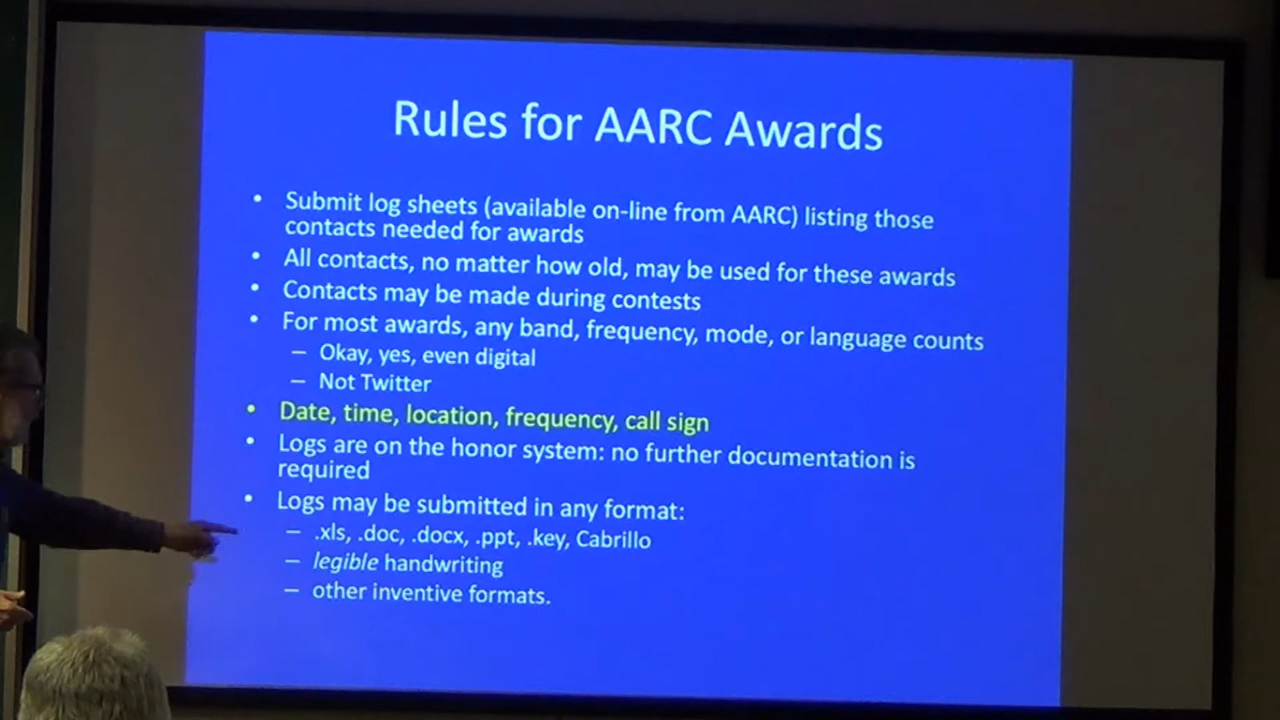 Rules for AARC Awards
• Submit log sheets (available on-line from AARC) listing those
contacts needed for awards
• All contacts, no matter how old, may be used for these awards
• Contacts may be made during contests
• For most awards, any band, frequency, mode, or language counts
– Okay, yes, even digital
– Not Twitter
• Date, time, location, frequency, call sign
• Logs are on the honor system: no further documentation is
required
• Logs may be submitted in any format:
– .xls, .doc, .docx, .ppt, .key, Cabrillo
– legible handwriting
– other inventive formats.